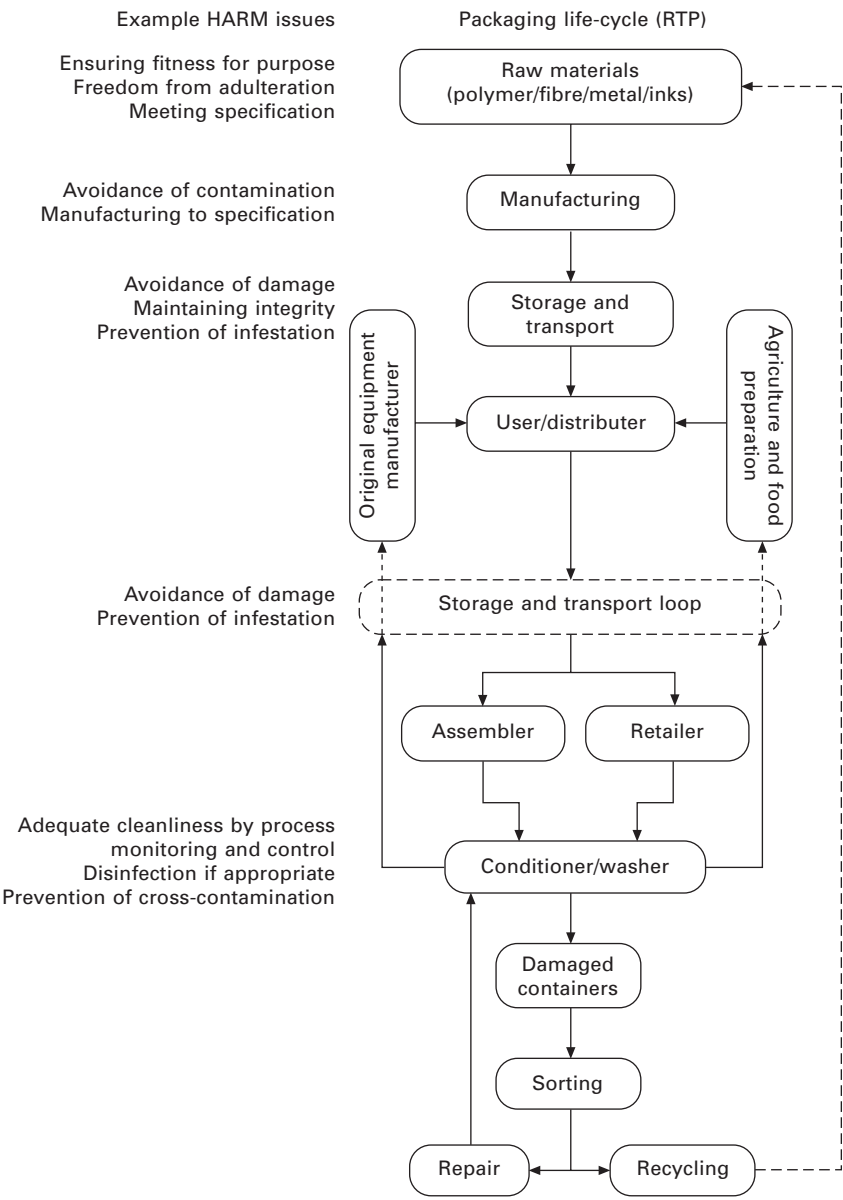 Example HARM issues
Packaging life-cycle (RTP)
Ensuring fitness for purpose
Freedom from adulteration
Meeting specification
Raw materials
(polymer/fibre/metal/inks)
Avoidance of contamination
Manufacturing to specification
Manufacturing
Avoidance of damage
Maintaining integrity
Prevention of infestation
Storage and
transport
Original equipment
manufacturer
User/distributer
Agriculture and food
preparation
Avoidance of damage
Prevention of infestation
Storage and transport loop
Assembler
Retailer
Adequate cleanliness by process
monitoring and control
Disinfection if appropriate
Prevention of cross-contamination
Conditioner/washer
Damaged
containers
Sorting
Repair
Recycling